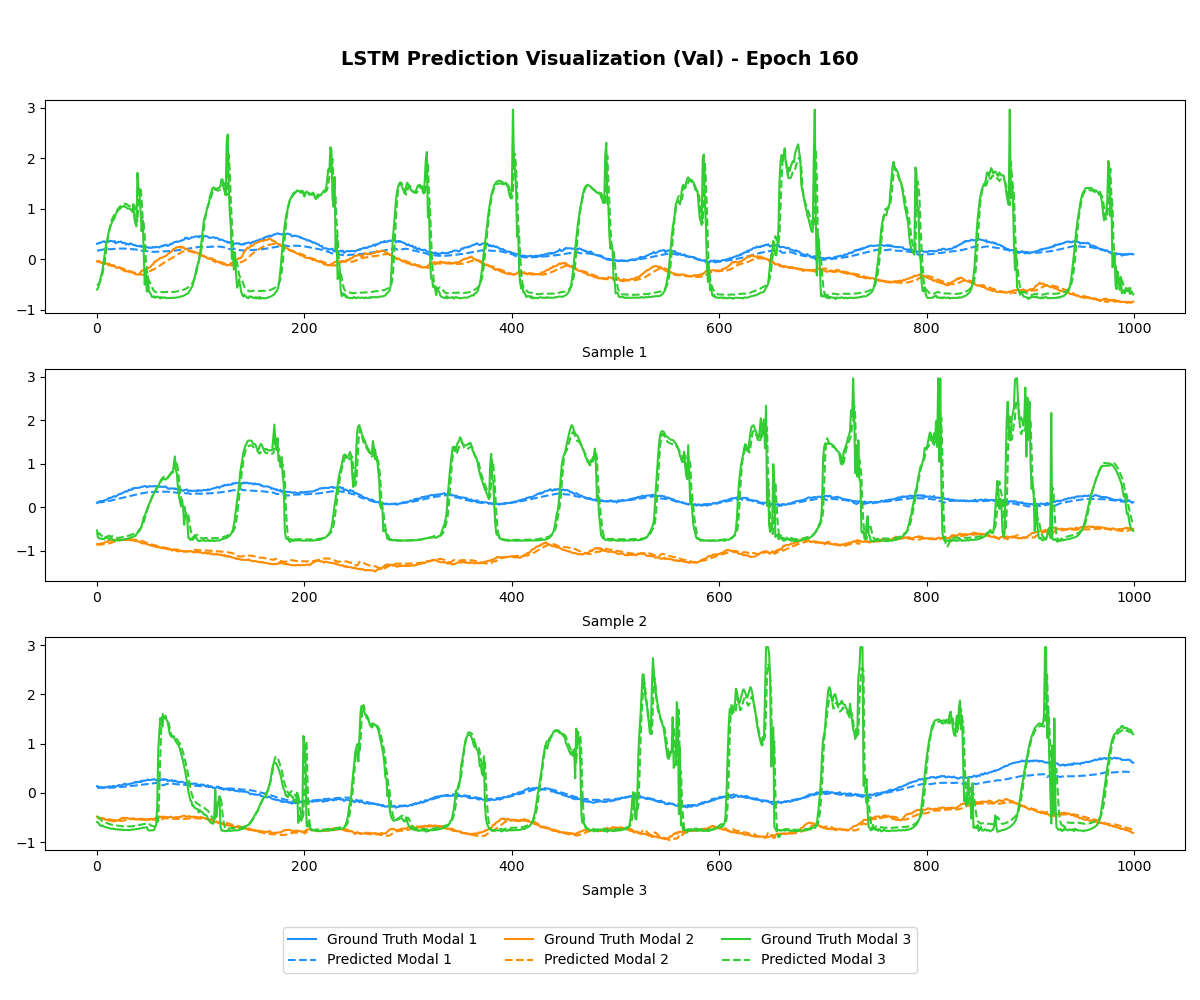 LSTM Prediction Visualization (Val) - Epoch 160
3
2
1
0
−1
0 200 400 600 800 1000
Sample 1
3
2
1
0
−1
0 200 400 600 800 1000
Sample 2
3
2
1
0
−1
0 200 400 600 800 1000
Sample 3
Ground Truth Modal 1 Ground Truth Modal 2 Ground Truth Modal 3
Predicted Modal 1 Predicted Modal 2 Predicted Modal 3